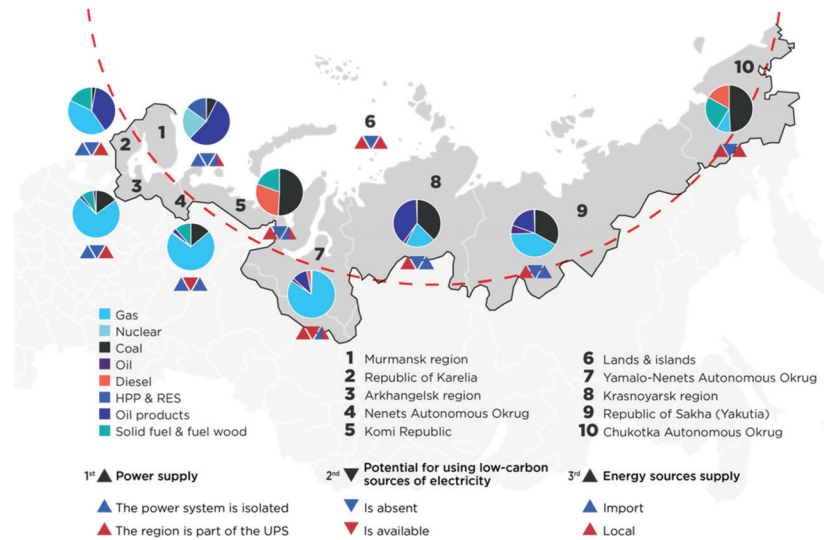 10
6
1
2
8
3
4
5
9
7
Gas
Nuclear
Coal
Oil
Diesel
HPP & RES
Oil products
Solid fuel & fuel wood
1 Murmansk region
2 Republic of Karelia
3 Arkhangelsk region
4 Nenets Autonomous Okrug
5 Komi Republic
6 Lands & islands
7 Yamalo-Nenets Autonomous Okrug
8 Krasnoyarsk region
9 Republic of Sakha (Yakutia)
10 Chukotka Autonomous Okrug
1st Power supply
The power system is isolated
The region is part of the UPS
2nd Potential for using low-carbon
sources of electricity
Is absent
Is available
3rd Energy sources supply
Import
Local